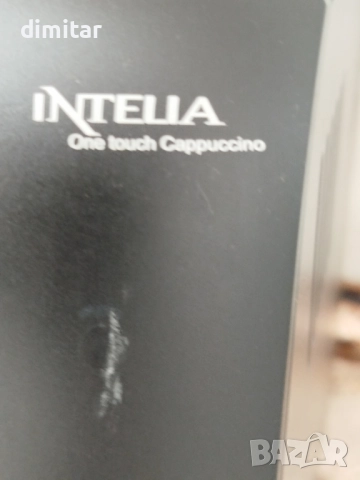 dimitar
INTELIA
One touch Cappuccino
BAZAR